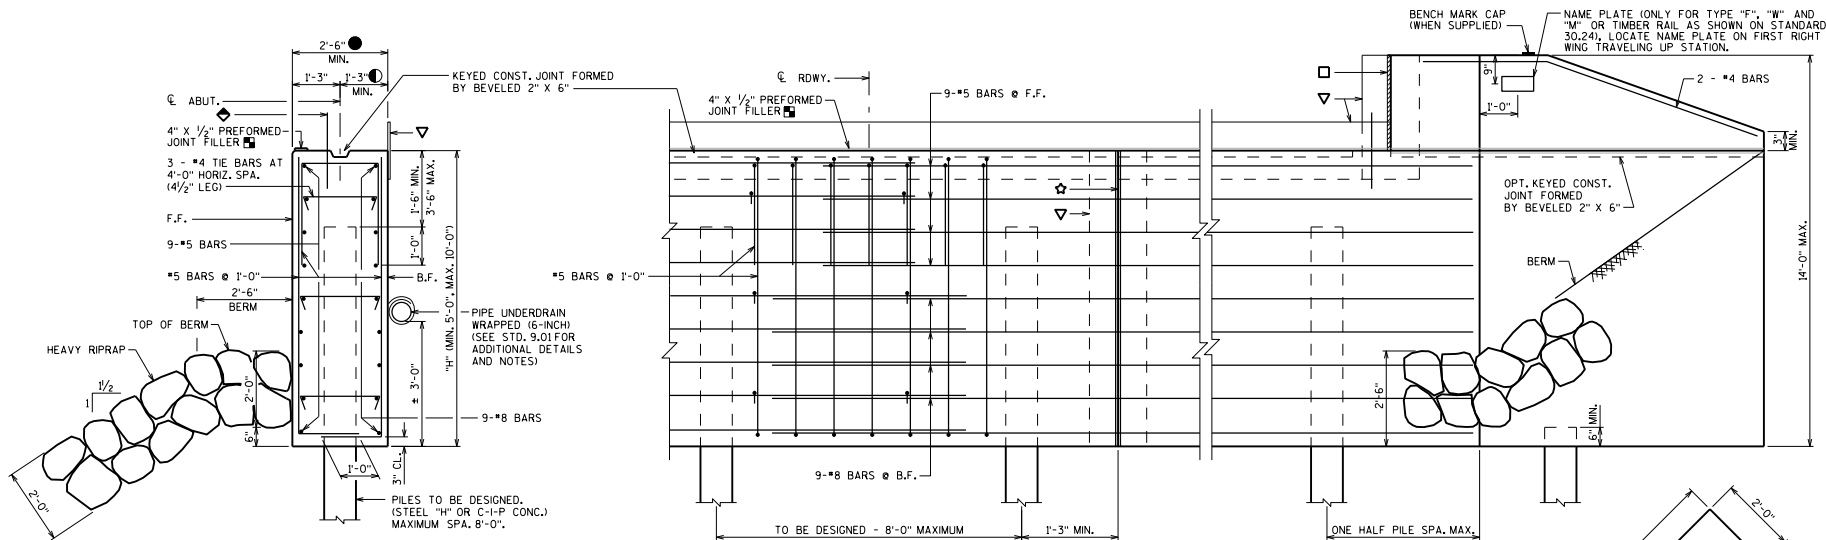 2'-6"
MIN.
1'-3"
1'-3"
MIN.
℄ ABUT.
4" X 1/2" PREFORMED
JOINT FILLER
3 - #4 TIE BARS AT
4'-0" HORIZ. SPA.
(4 1/2" LEG)
F.F.
9-#5 BARS
#5 BARS @ 1'-0"
2'-6"
BERM
TOP OF BERM
HEAVY RIPRAP
1 1/2
1
2'-0"
2'-0"
6"
KEYED CONST. JOINT FORMED
BY BEVELED 2" X 6"
1'-6" MIN.
3'-6" MAX.
1'-0"
B.F.
"H" (MIN. 5'-0", MAX. 10'-0")
± 3'-0"
PIPE UNDERDRAIN
WRAPPED (6-INCH)
(SEE STD. 9.01 FOR
ADDITIONAL DETAILS
AND NOTES)
9-#8 BARS
1'-0"
3" CL.
PILES TO BE DESIGNED.
(STEEL "H" OR C-I-P CONC.)
MAXIMUM SPA. 8'-0".
℄ RDWY.
4" X 1/2" PREFORMED
JOINT FILLER
9-#5 BARS @ F.F.
#5 BARS @ 1'-0"
9-#8 BARS @ B.F.
TO BE DESIGNED - 8'-0" MAXIMUM
1'-3" MIN.
ONE HALF PILE SPA. MAX.
BENCH MARK CAP
(WHEN SUPPLIED)
NAME PLATE (ONLY FOR TYPE "F", "W" AND
"M" OR TIMBER RAIL AS SHOWN ON STANDARD
30.24), LOCATE NAME PLATE ON FIRST RIGHT
WING TRAVELING UP STATION.
9"
2 - #4 BARS
1'-0"
3"
MIN.
OPT. KEYED CONST.
JOINT FORMED
BY BEVELED 2" X 6"
BERM
14'-0" MAX.
2'-6"
6" MIN.
2'-0"